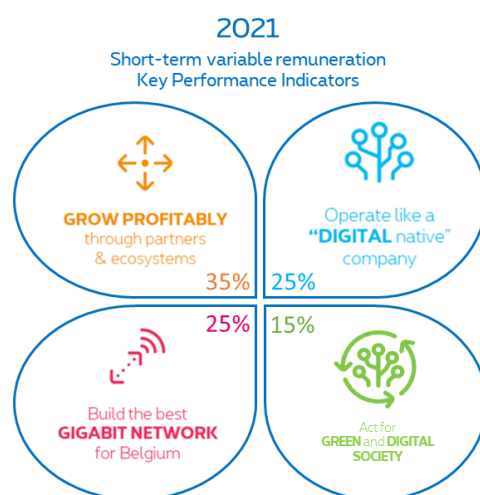 2021
Short-term variable remuneration
Key Performance Indicators
GROW PROFITABLY
through partners
& ecosystems
35%
Operate like a
“DIGITAL native”
company
25%
25%
Build the best
GIGABIT NETWORK
for Belgium
15%
Act for
GREEN and DIGITAL
SOCIETY